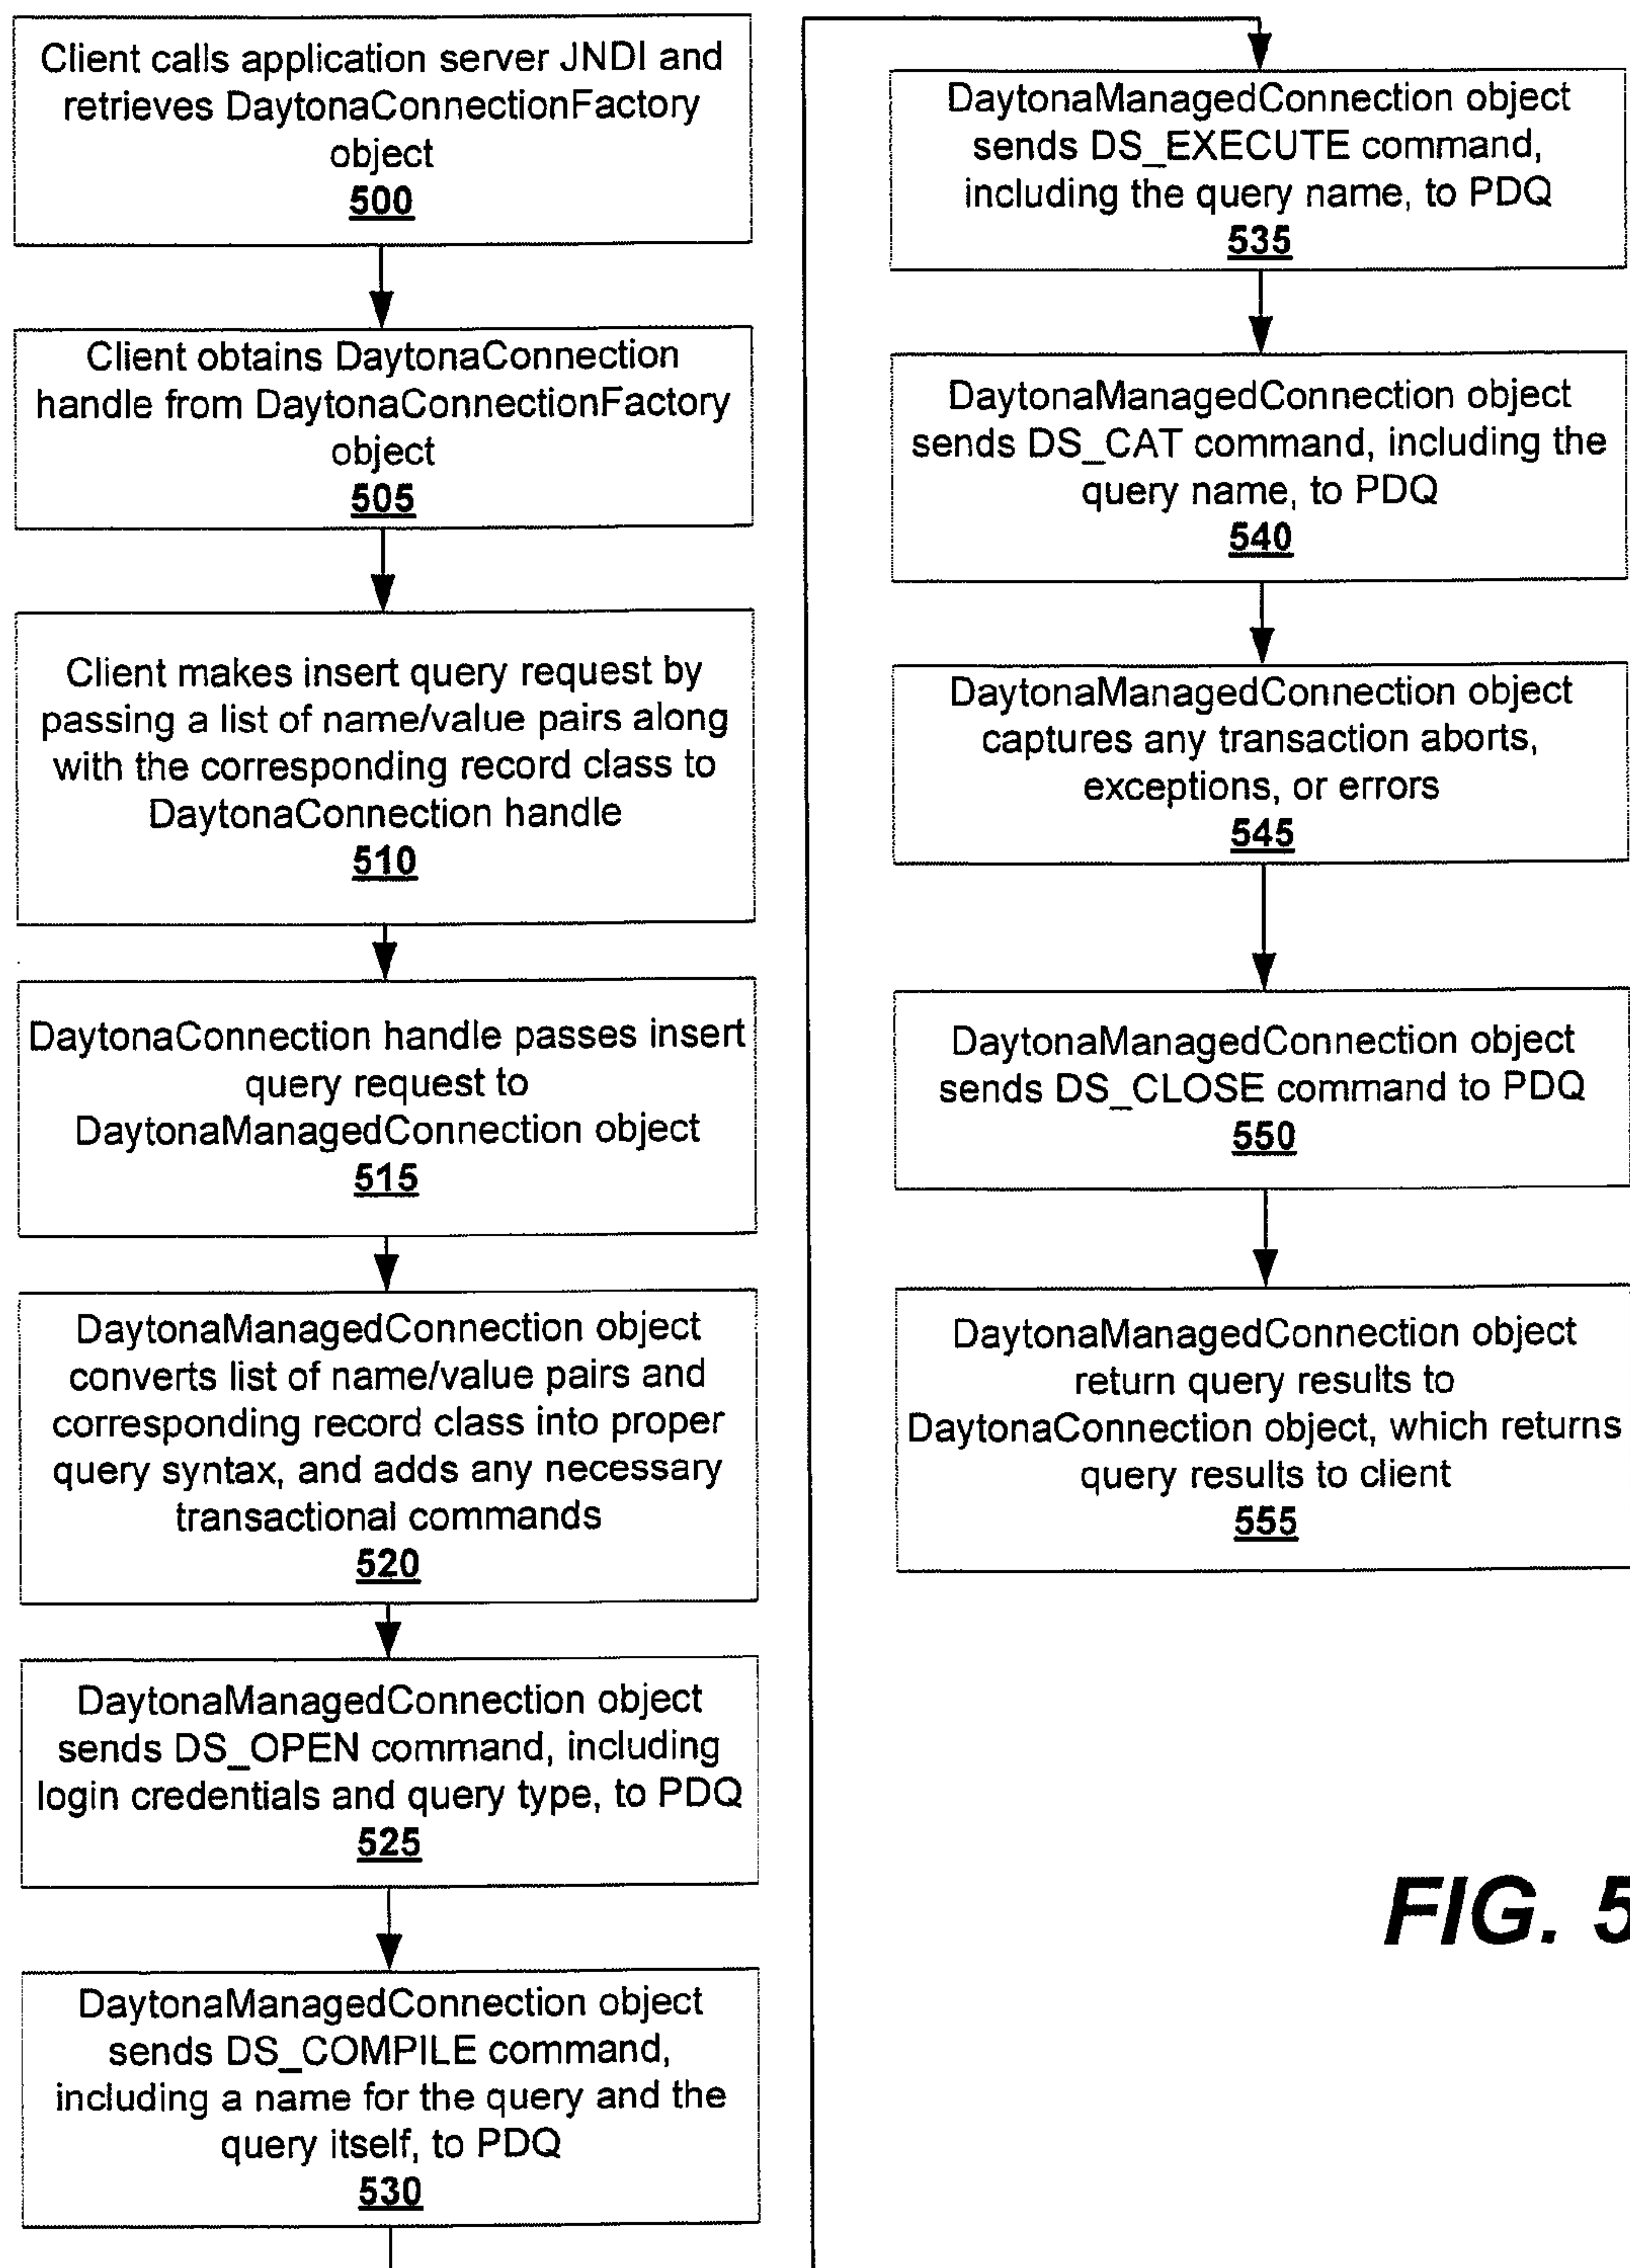 Client calls application server JNDI and
retrieves DaytonaConnectionFactory
object
500
Client obtains DaytonaConnection
handle from DaytonaConnectionFactory
object
505
Client makes insert query request by
passing a list of name/value pairs along
with the corresponding record class to
DaytonaConnection handle
510
DaytonaConnection handle passes insert
query request to
DaytonaManagedConnection object
515
DaytonaManagedConnection object
converts list of name/value pairs and
corresponding record class into proper
query syntax, and adds any necessary
transactional commands
520
DaytonaManagedConnection object
sends DS_OPEN command, including
login credentials and query type, to PDQ
525
DaytonaManagedConnection object
sends DS_COMPILE command,
including a name for the query and the
query itself, to PDQ
530
DaytonaManagedConnection object
sends DS_EXECUTE command,
including the query name, to PDQ
535
DaytonaManagedConnection object
sends DS_CAT command, including the
query name, to PDQ
540
DaytonaManagedConnection object
captures any transaction aborts,
exceptions, or errors
545
DaytonaManagedConnection object
sends DS_CLOSE command to PDQ
550
DaytonaManagedConnection object
return query results to
DaytonaConnection object, which returns
query results to client
555
FIG. 5